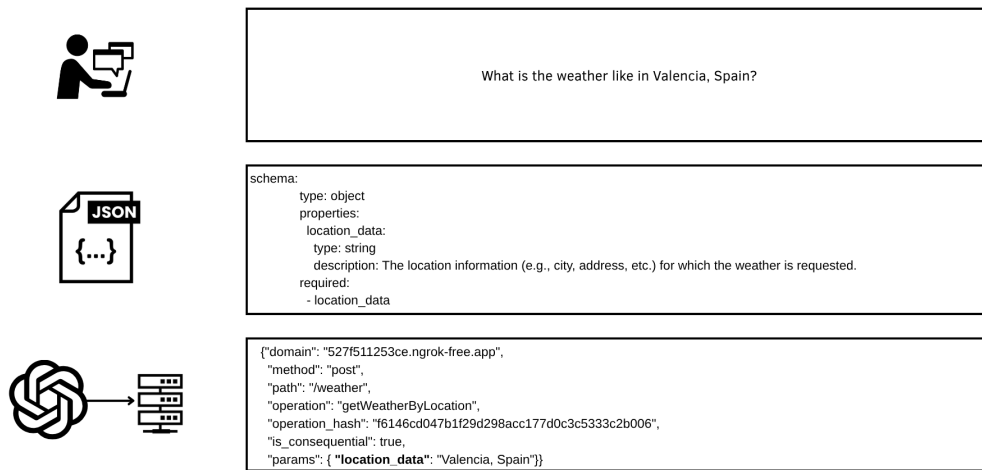 What is the weather like in Valencia, Spain?
JSON
{...}
schema:
type: object
properties:
location_data:
type: string
description: The location information (e.g., city, address, etc.) for which the weather is requested.
required:
- location_data
{"domain": "527f511253ce.ngrok-free.app",
"method": "post",
"path": "/weather",
"operation": "getWeatherByLocation",
"operation_hash": "f6146cd047b1f29d298acc177d0c3c5333c2b006",
"is_consequential": true,
"params": { "location_data": "Valencia, Spain"}}